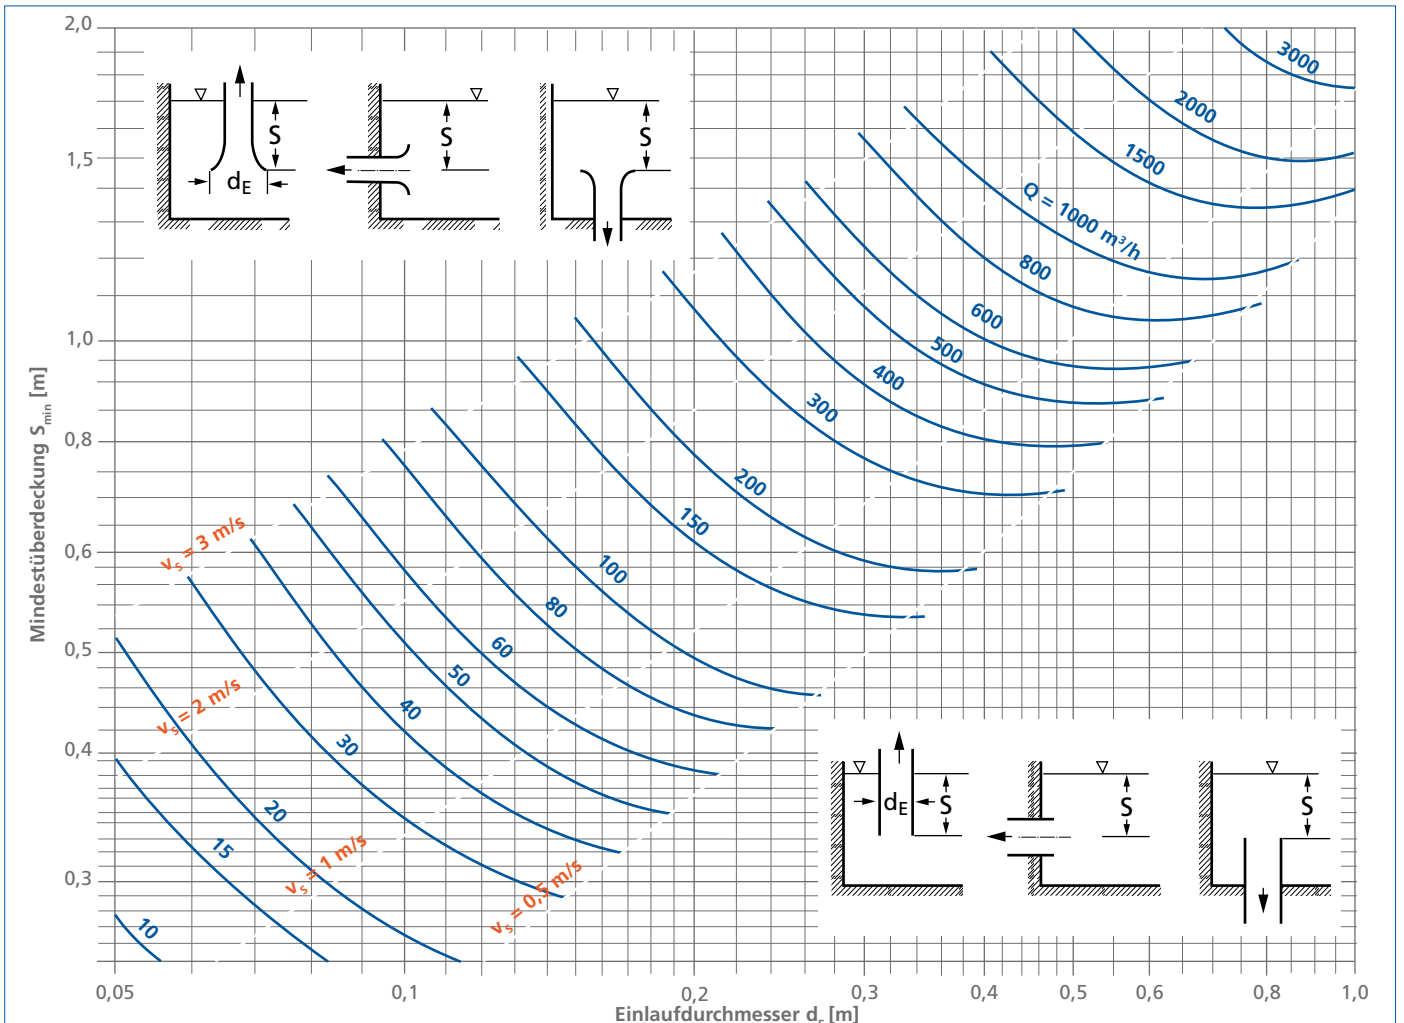 2,0
1,5
1,0
0,8
0,6
0,5
0,4
0,3
Mindestüberdeckung Smin [m]
S
dE
S
S
3000
2000
1500
Q = 1000 m³/h
800
600
500
400
300
200
150
100
80
60
50
40
30
20
15
10
vs = 3 m/s
vs = 2 m/s
vs = 1 m/s
vs = 0,5 m/s
dE
S
S
S
0,05
0,1
0,2
0,3
0,4
0,5
0,6
0,8
1,0
Einlaufdurchmesser dE [m]